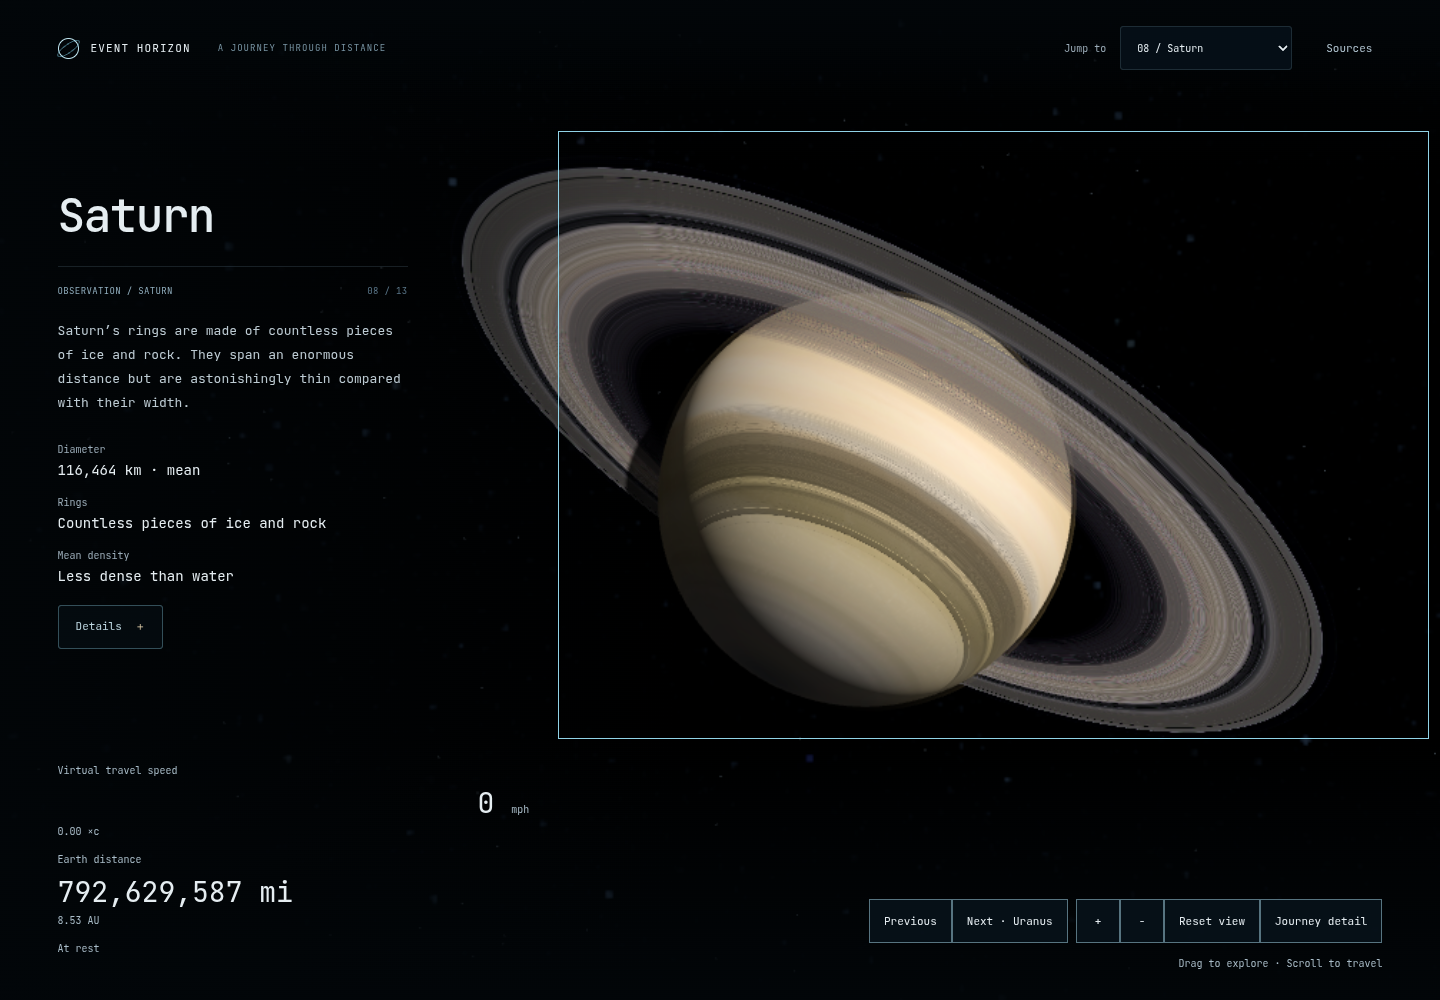 EVENT HORIZON
A JOURNEY THROUGH DISTANCE
Jump to
08 / Saturn
Sources
Saturn
OBSERVATION / SATURN
08 / 13
Saturn’s rings are made of countless pieces
of ice and rock. They span an enormous
distance but are astonishingly thin compared
with their width.
Diameter
116,464 km · mean
Rings
Countless pieces of ice and rock
Mean density
Less dense than water
Details +
Virtual travel speed
0 mph
0.00 ×c
Earth distance
792,629,587 mi
8.53 AU
At rest
Previous
Next · Uranus
+
-
Reset view
Journey detail
Drag to explore · Scroll to travel